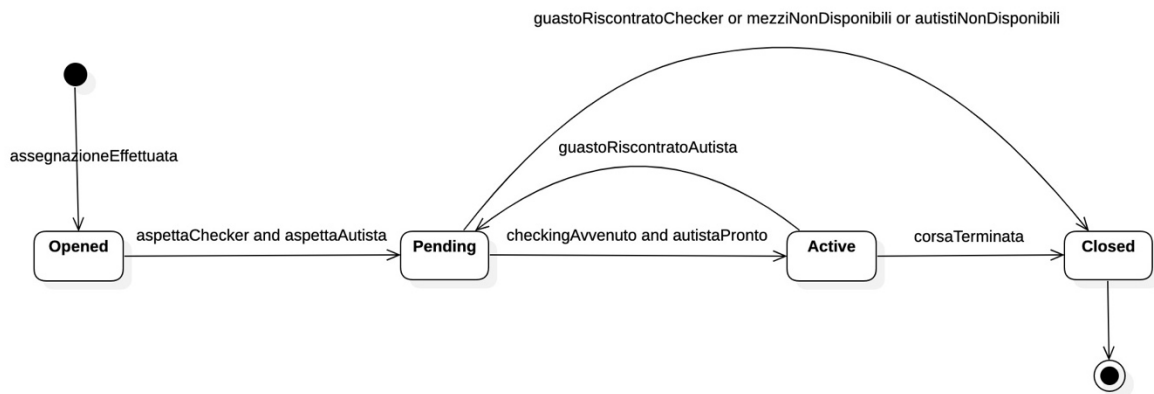 guastoRiscontratoChecker or mezziNonDisponibili or autistiNonDisponibili
assegnazioneEffettuata
guastoRiscontratoAutista
Opened
aspettaChecker and aspettaAutista
Pending
checkingAvvenuto and autistaPronto
Active
corsaTerminata
Closed